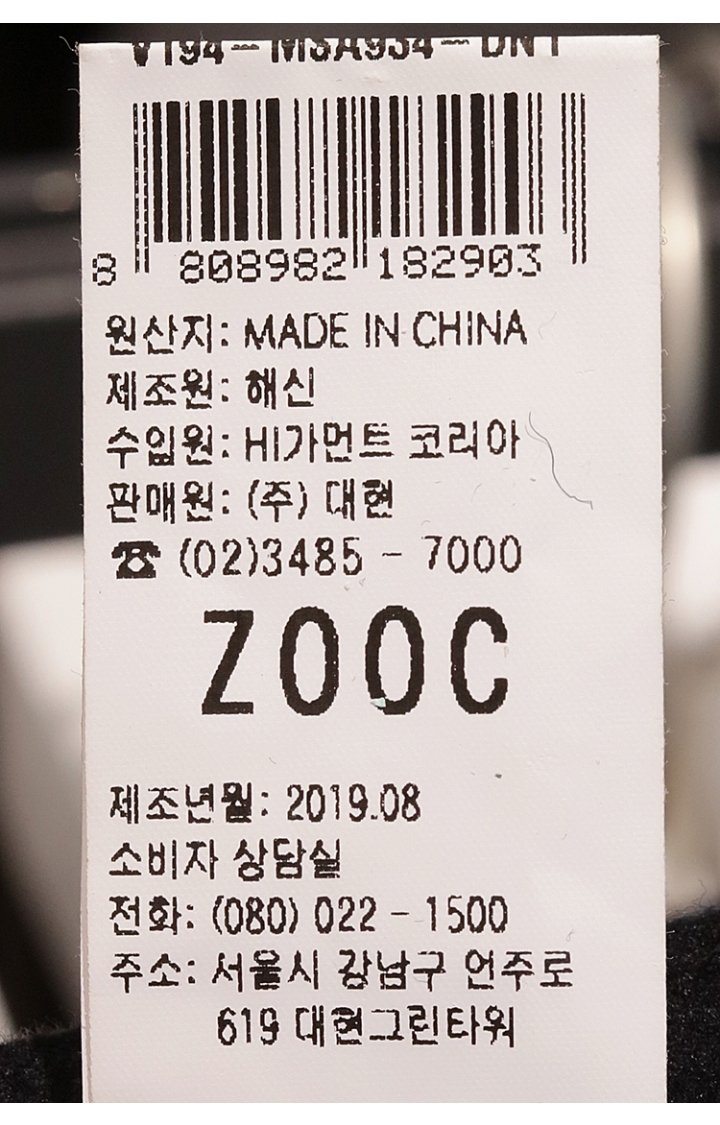 V194-MSA934-DN1
8 808982 182903
원산지: MADE IN CHINA
제조원: 해신
수입원: HI가먼트 코리아
판매원: (주) 대현
☎ (02)3485 - 7000
ZOOC
제조년월: 2019.08
소비자 상담실
전화: (080) 022 - 1500
주소: 서울시 강남구 언주로
619 대현그린타워